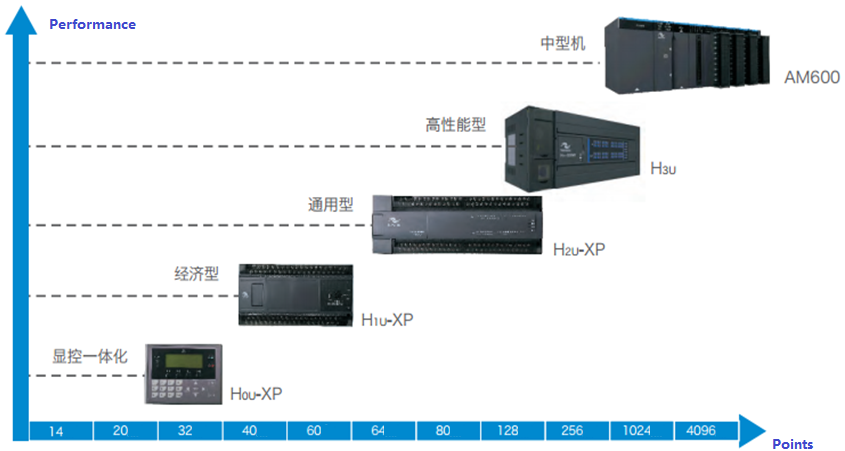 Performance
中型机
AM600
高性能型
H3U
通用型
H2U-XP
经济型
H1U-XP
显控一体化
H0U-XP
14 20 32 40 60 64 80 128 256 1024 4096
Points